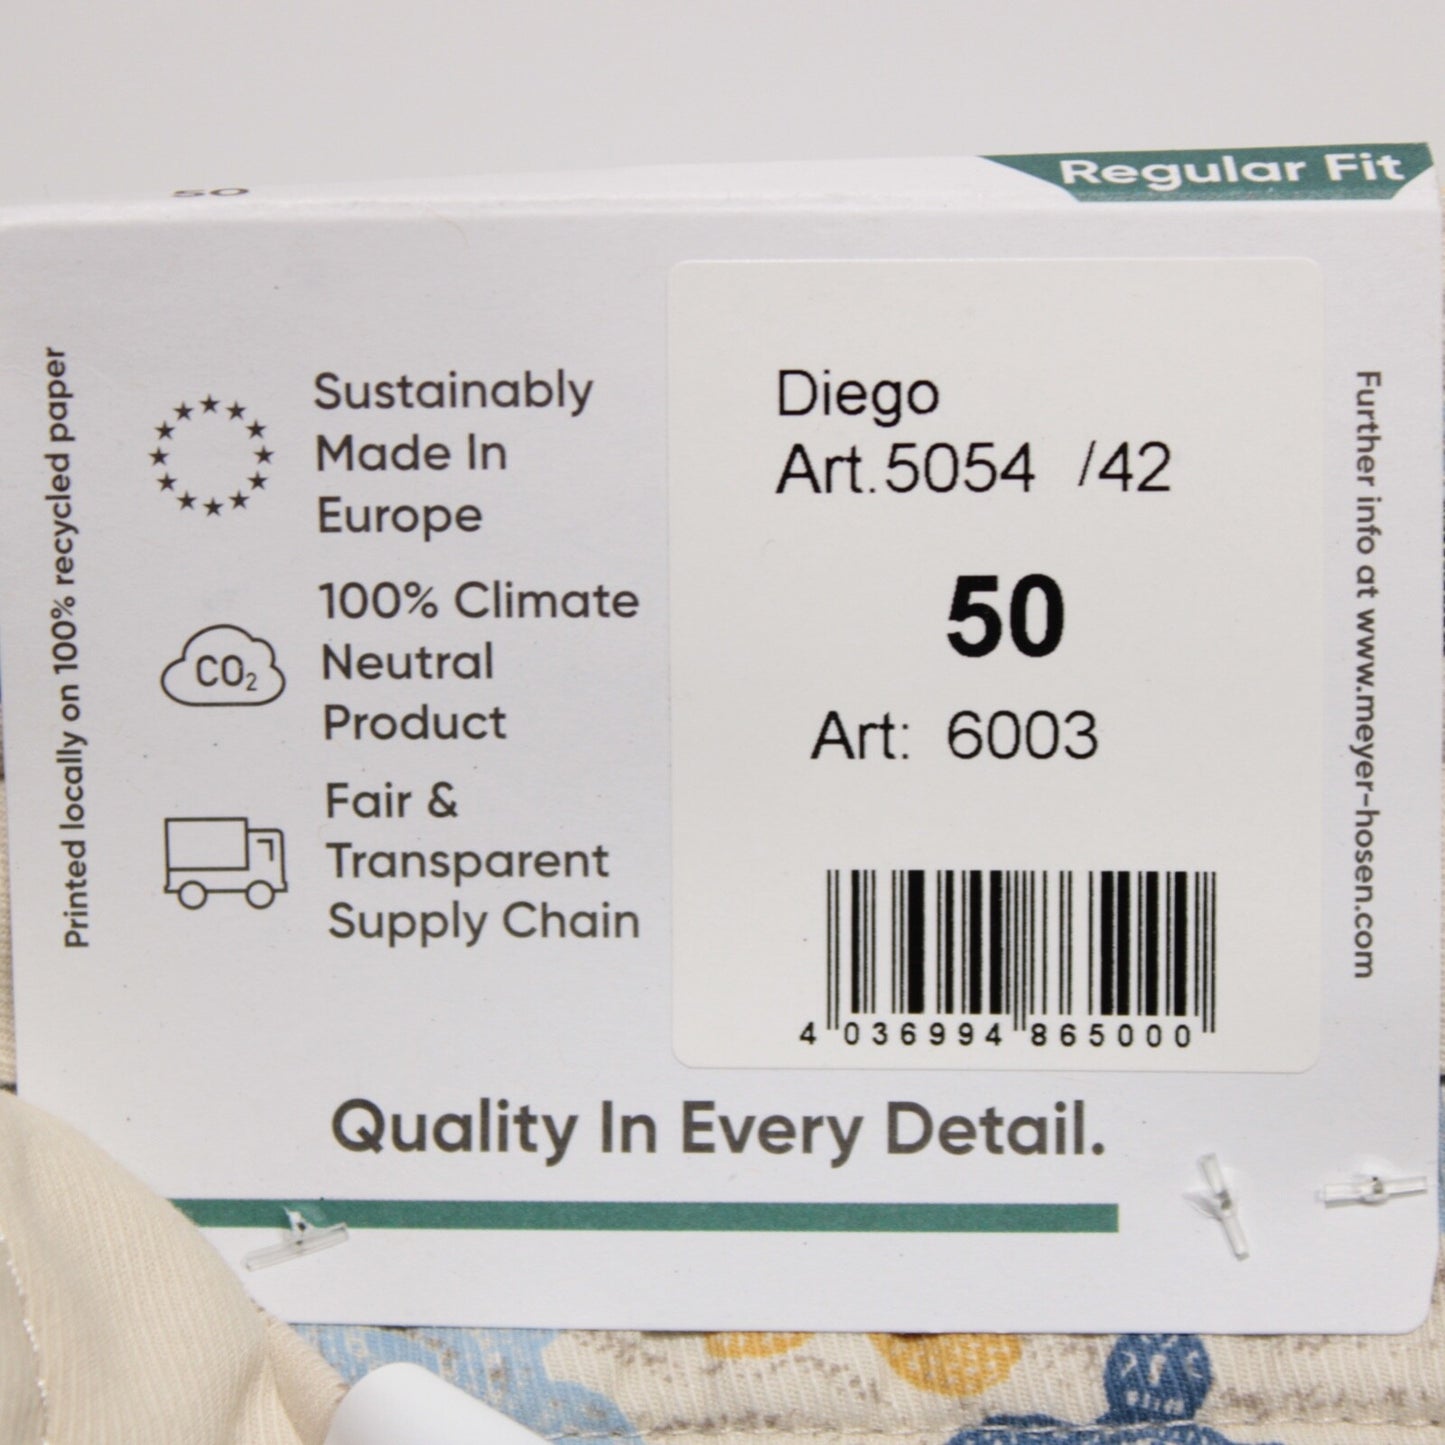 50
Regular Fit
Printed locally on 100% recycled paper
Sustainably
Made In
Europe
CO₂
100% Climate
Neutral
Product
Fair &
Transparent
Supply Chain
Diego
Art.5054 /42
50
Art: 6003
4 036994 865000
Further info at www.meyer-hosen.com
Quality In Every Detail.